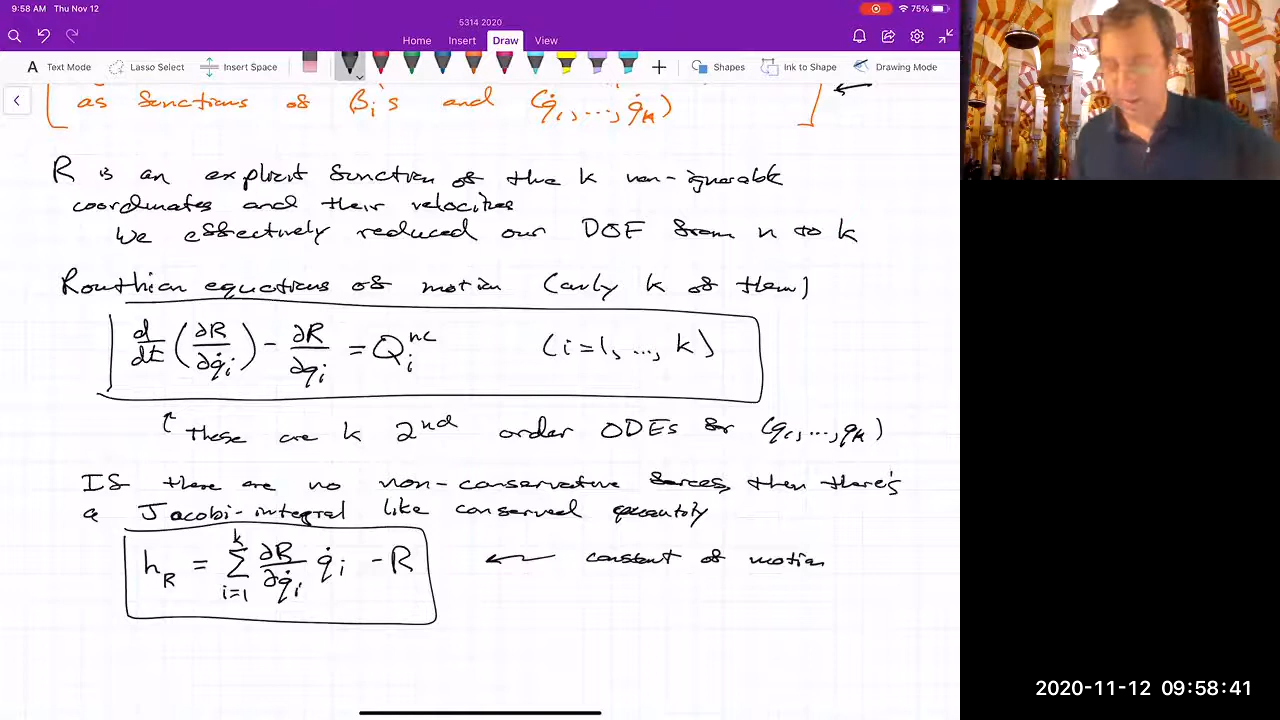 9:58 AM Thu Nov 12
75%
5314 2020
Home Insert Draw View
Text Mode Lasso Select Insert Space Shapes Ink to Shape Drawing Mode
as functions of βi's and (q̇1, ..., q̇k)
R is an explicit function of the k non-ignorable
coordinates and their velocities
We effectively reduced our DOF from n to k
Routhian equations of motion (only k of them)
d/dt (∂R/∂q̇i) - ∂R/∂qi = Qi^nc (i=1, ..., k)
↑ these are k 2nd order ODEs for (q1, ..., qk)
If there are no non-conservative forces, then there's
a Jacobi-integral like conserved quantity
hR = Σ_{i=1}^{k} ∂R/∂q̇i q̇i - R ← constant of motion
2020-11-12 09:58:41